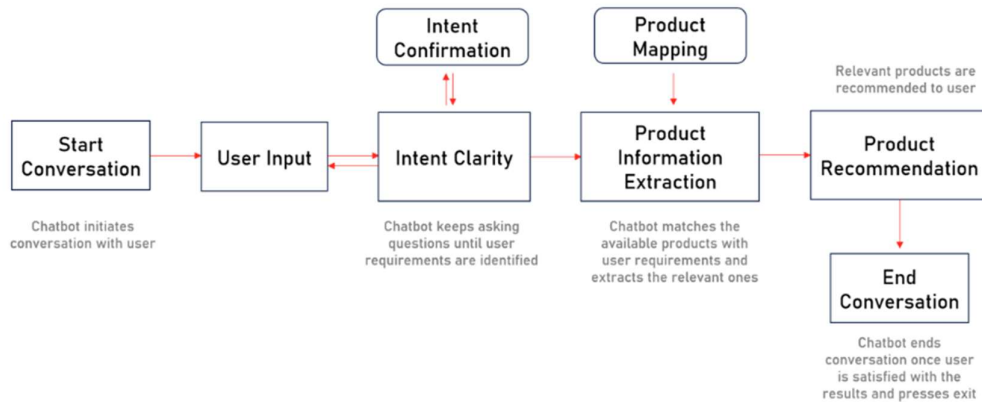 Intent
Confirmation
Product
Mapping
Relevant products are
recommended to user
Start
Conversation
User Input
Intent Clarity
Product
Information
Extraction
Product
Recommendation
Chatbot initiates
conversation with user
Chatbot keeps asking
questions until user
requirements are identified
Chatbot matches the
available products with
user requirements and
extracts the relevant ones
End
Conversation
Chatbot ends
conversation once user
is satisfied with the
results and presses exit